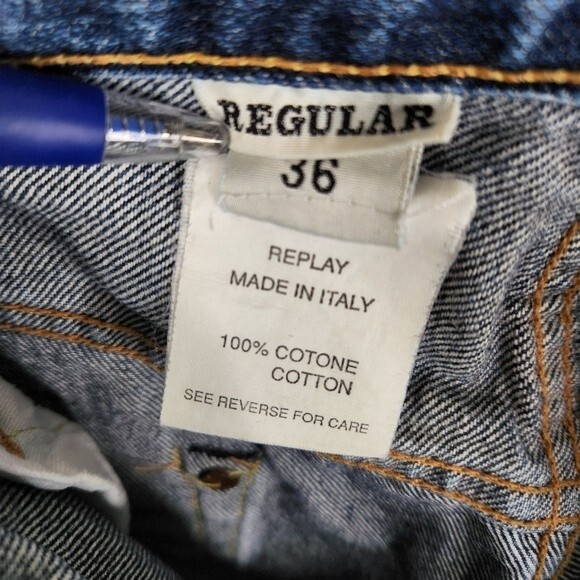 REGULAR
36
REPLAY
MADE IN ITALY
100% COTONE
COTTON
SEE REVERSE FOR CARE